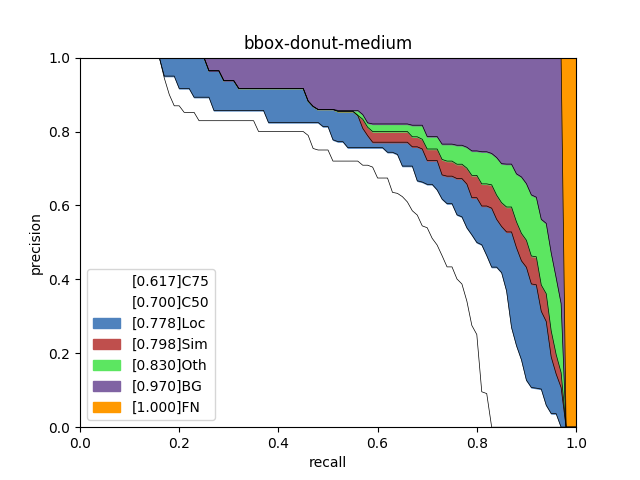 bbox-donut-medium
1.0
0.8
0.6
0.4
0.2
0.0
precision
[0.617]C75
[0.700]C50
[0.778]Loc
[0.798]Sim
[0.830]Oth
[0.970]BG
[1.000]FN
0.0 0.2 0.4 0.6 0.8 1.0
recall